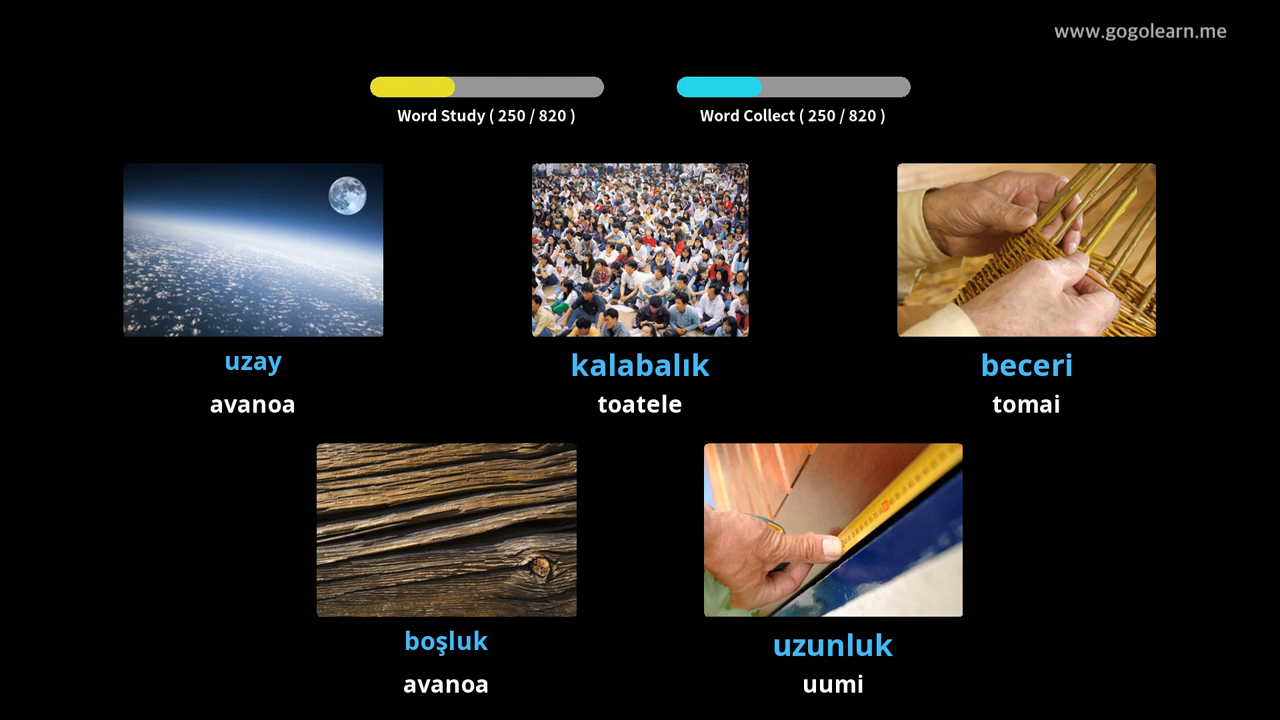 www.gogolearn.me
Word Study ( 250 / 820 )
Word Collect ( 250 / 820 )
uzay
avanoa
kalabalık
toatele
beceri
tomai
boşluk
avanoa
uzunluk
uumi